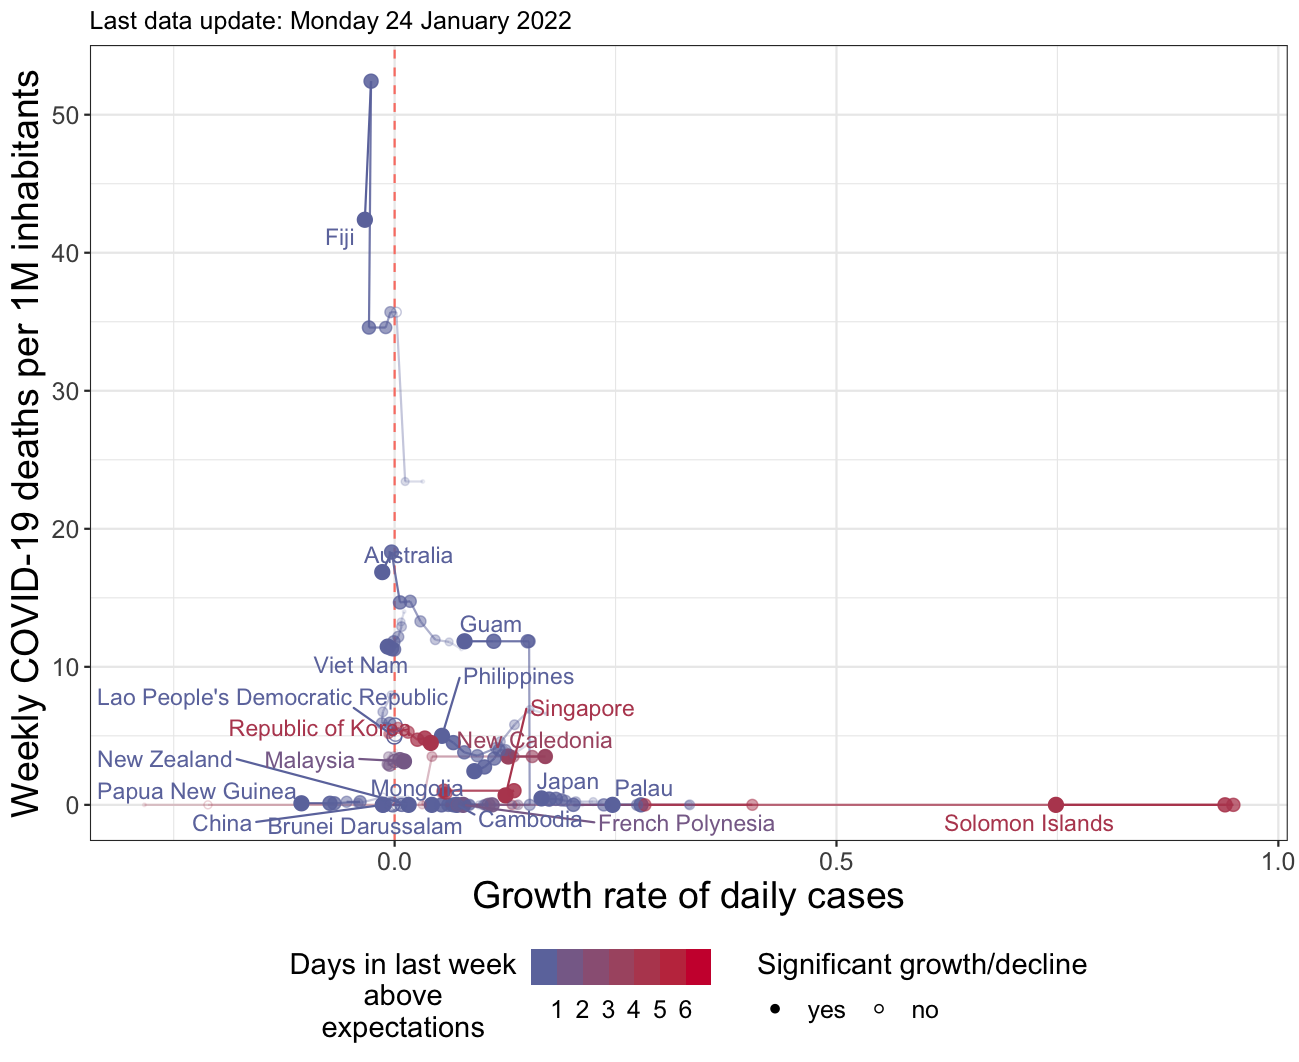 Last data update: Monday 24 January 2022
Weekly COVID-19 deaths per 1M inhabitants
50
40
30
20
10
0
Fiji
Australia
Guam
Viet Nam
Philippines
Lao People's Democratic Republic
Singapore
Republic of Korea
New Caledonia
New Zealand
Malaysia
Mongolia
Japan
Palau
Papua New Guinea
China
Brunei Darussalam
Cambodia
French Polynesia
Solomon Islands
0.0
0.5
1.0
Growth rate of daily cases
Days in last week
above
expectations
1 2 3 4 5 6
Significant growth/decline
yes
no